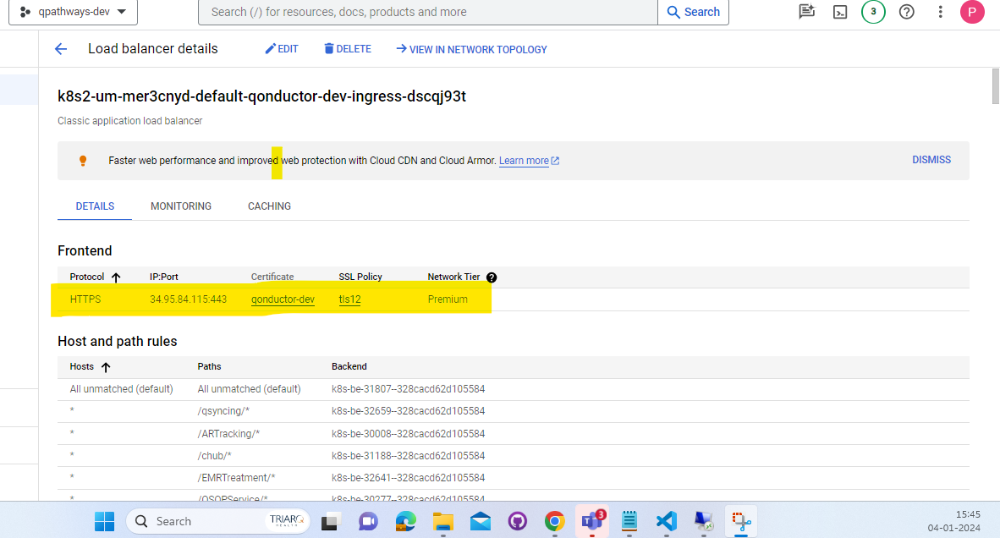 qpathways-dev
Search (/) for resources, docs, products and more
Search
3
P
Load balancer details
EDIT
DELETE
VIEW IN NETWORK TOPOLOGY
k8s2-um-mer3cnyd-default-qonductor-dev-ingress-dscqj93t
Classic application load balancer
Faster web performance and improved web protection with Cloud CDN and Cloud Armor. Learn more
DISMISS
DETAILS MONITORING CACHING
Frontend
Protocol IP:Port Certificate SSL Policy Network Tier
HTTPS 34.95.84.115:443 qonductor-dev tls12 Premium
Host and path rules
Hosts Paths Backend
All unmatched (default) All unmatched (default) k8s-be-31807--328cacd62d105584
* /qsyncing/* k8s-be-32659--328cacd62d105584
* /ARTracking/* k8s-be-30008--328cacd62d105584
* /chub/* k8s-be-31188--328cacd62d105584
* /EMRTreatment/* k8s-be-32641--328cacd62d105584
* /QSOPService/* k8s-be-30277--328cacd62d105584
Search
TRIARQ
HEALTH
3
15:45
04-01-2024